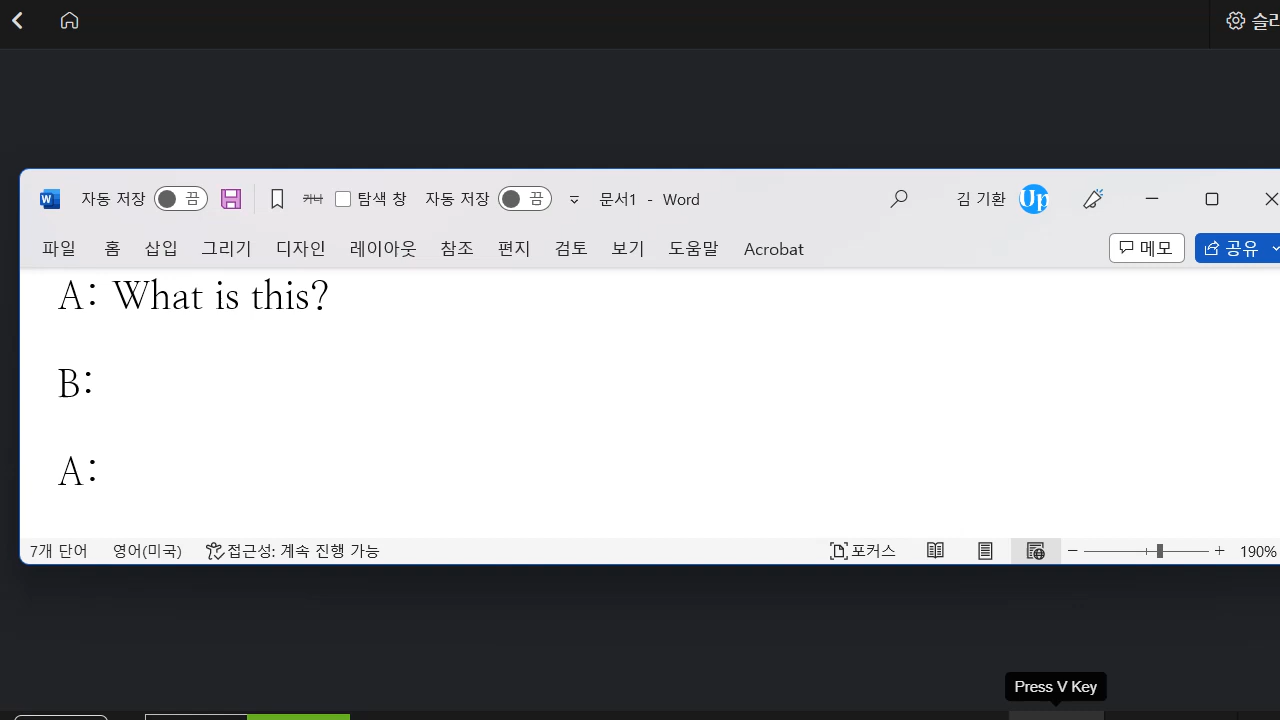 슬라
자동 저장 끔 가나 탐색 창 자동 저장 끔 문서1 - Word 김 기환 Up
파일 홈 삽입 그리기 디자인 레이아웃 참조 편지 검토 보기 도움말 Acrobat 메모 공유
A: What is this?
B:
A:
7개 단어 영어(미국) 접근성: 계속 진행 가능 포커스 190%
Press V Key